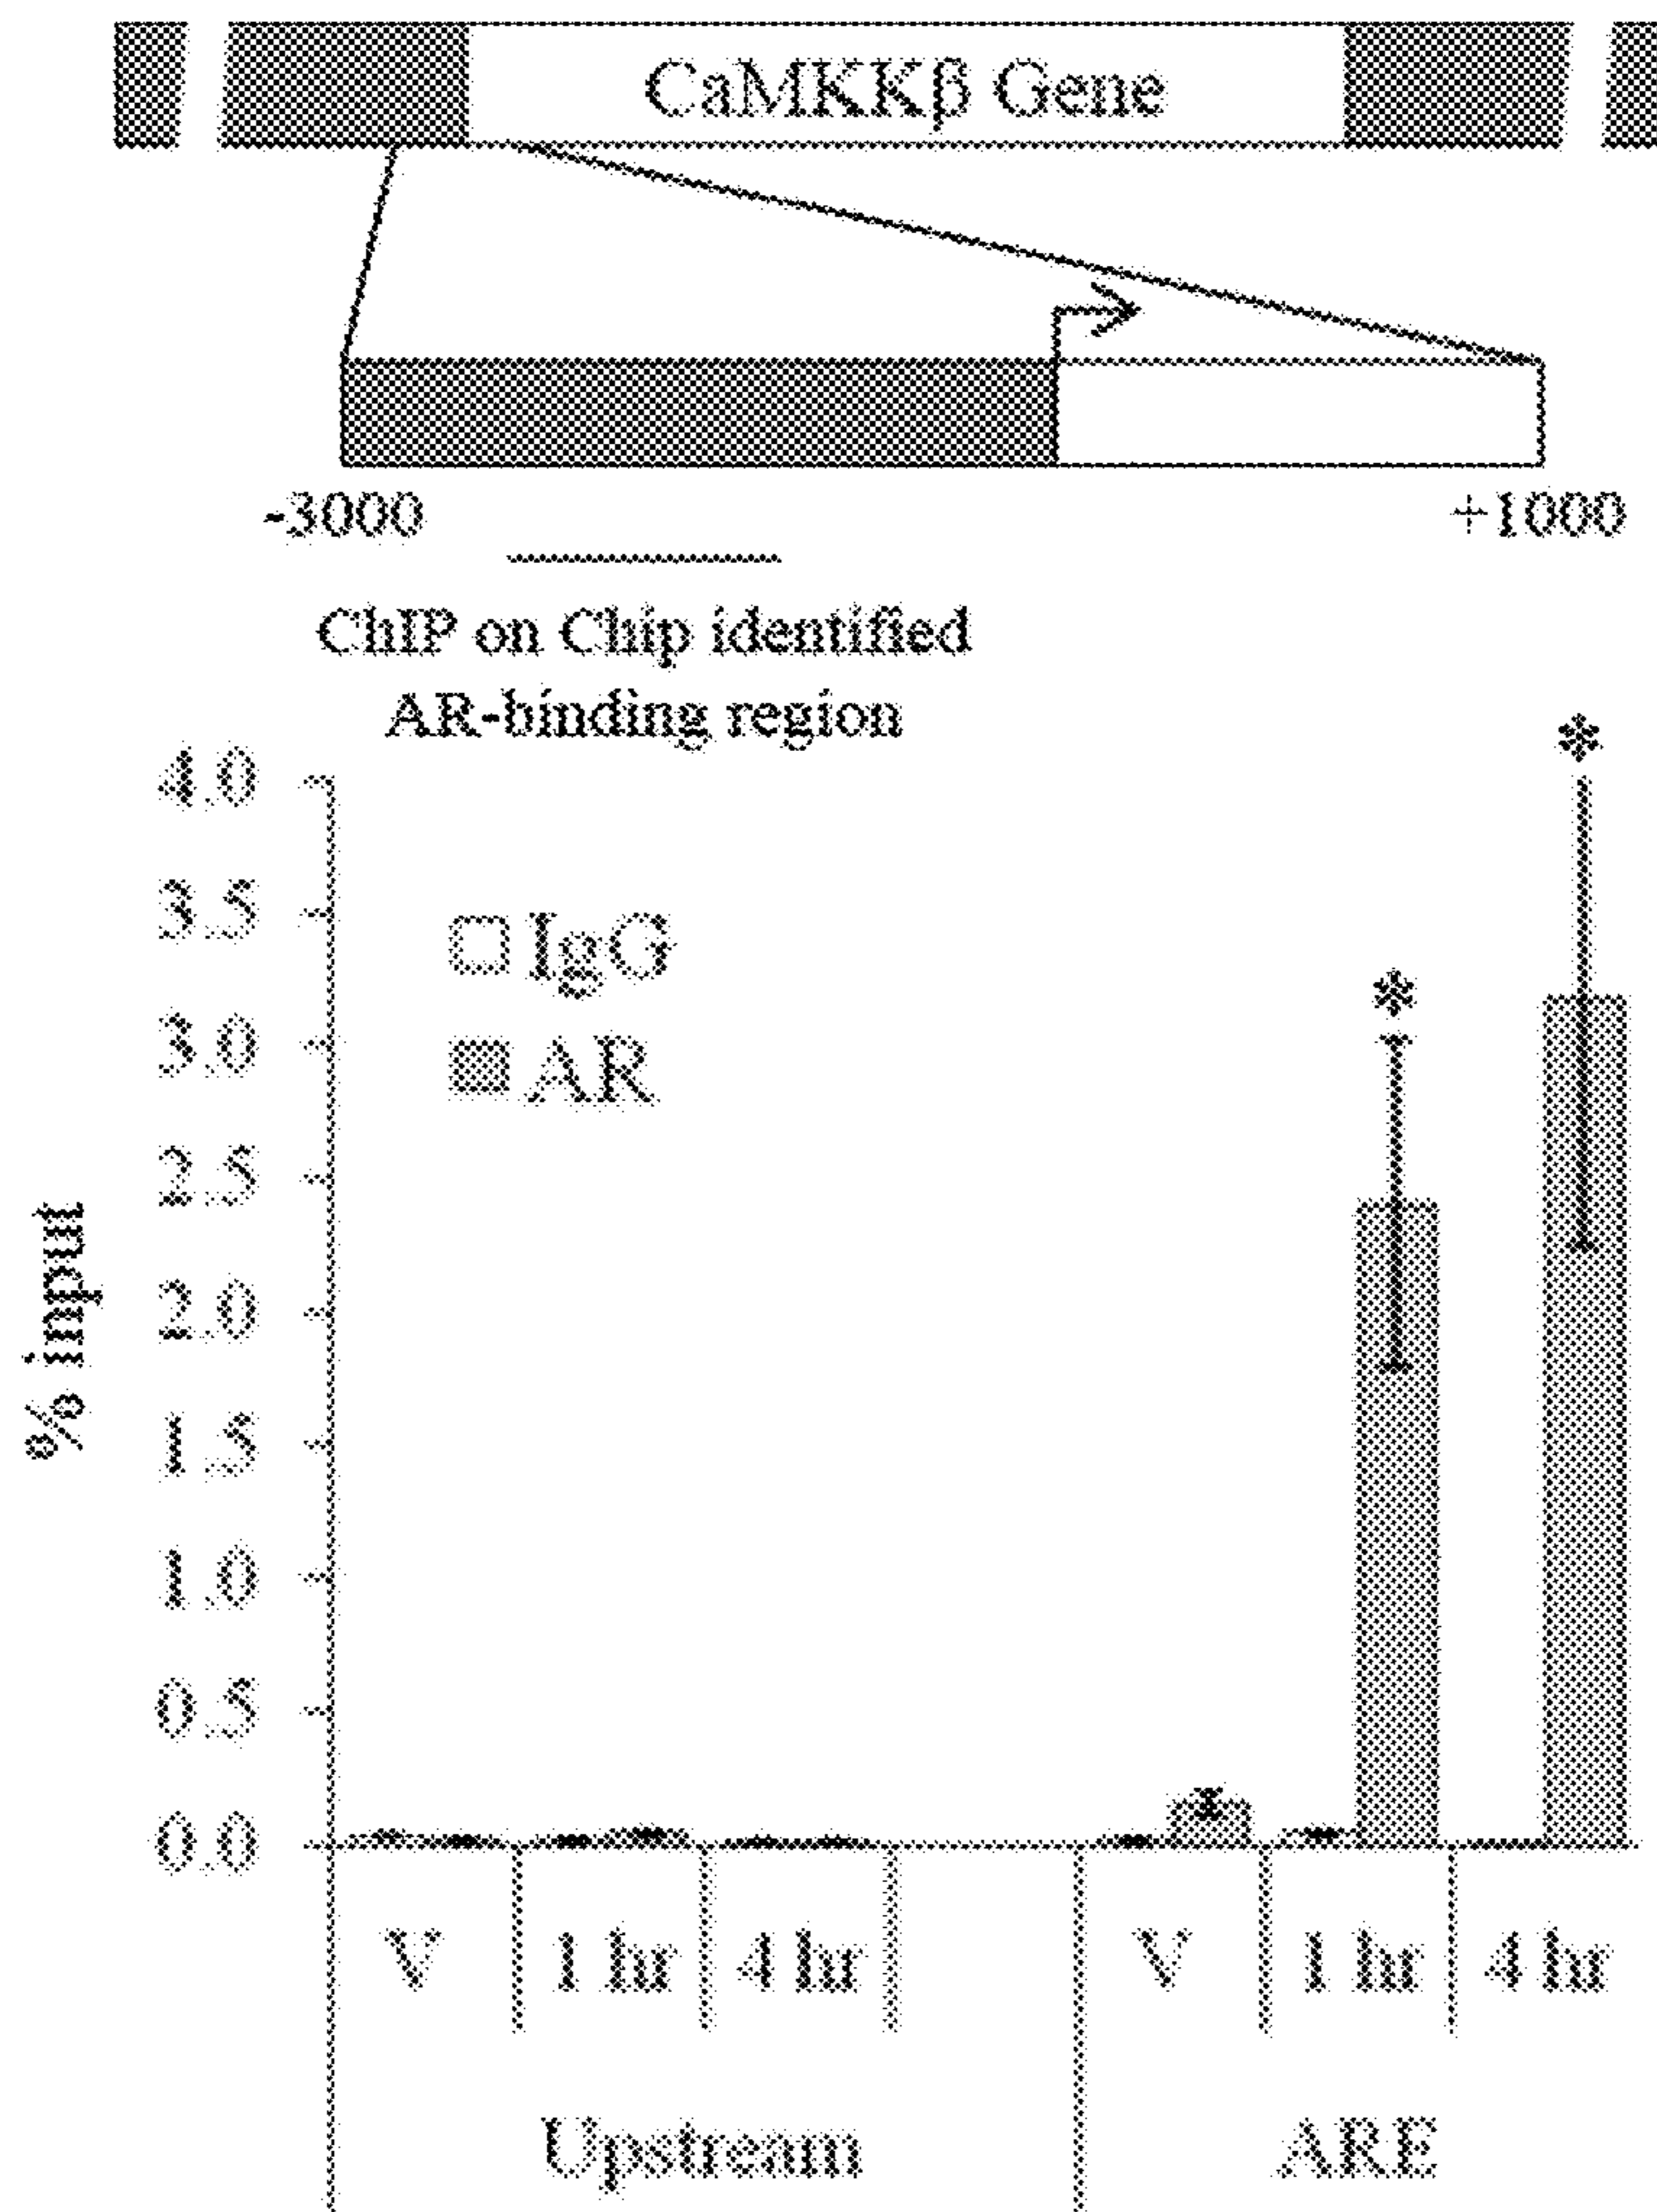 CaMKKβ Gene
-3000
+1000
ChIP on Chip identified
AR-binding region
*
4.0
3.5
IgG
*
3.0
AR
2.5
% input
2.0
1.5
1.0
0.5
0.0
V 1 hr 4 hr V 1 hr 4 hr
Upstream ARE